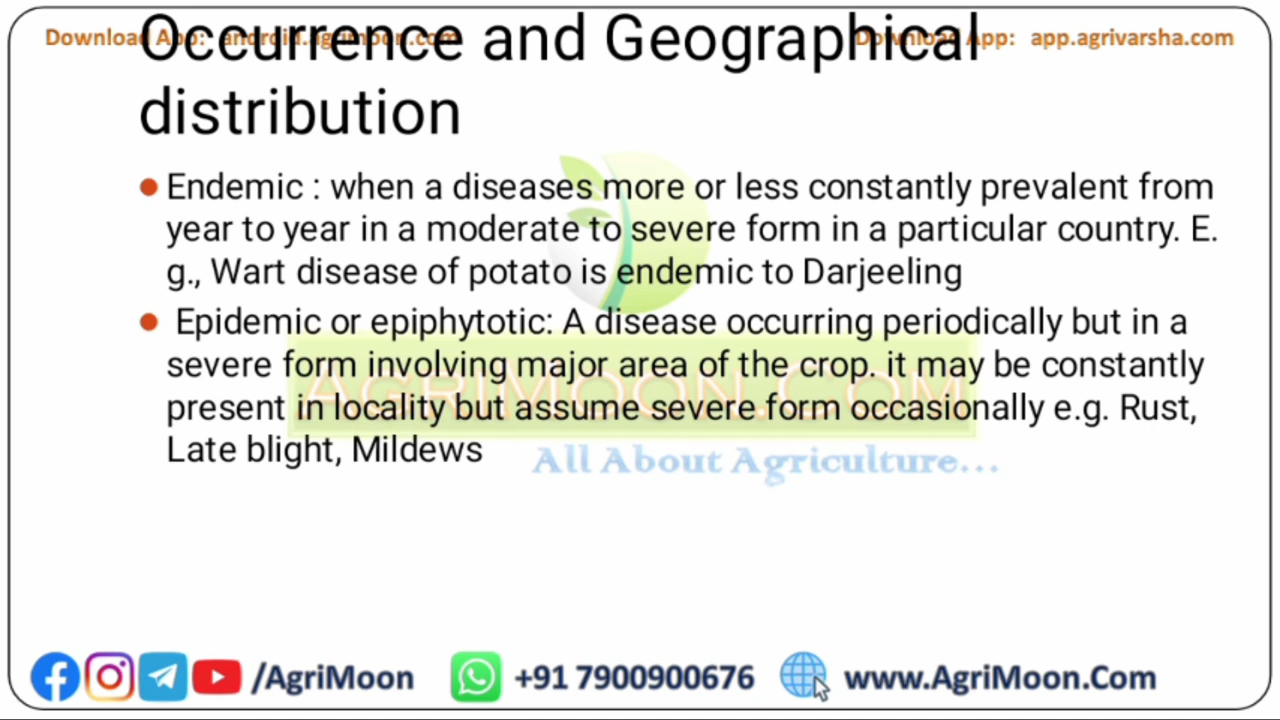 Download App: android.agrimoon.com
Download App: app.agrivarsha.com
Occurrence and Geographical
distribution
Endemic : when a diseases more or less constantly prevalent from
year to year in a moderate to severe form in a particular country. E.
g., Wart disease of potato is endemic to Darjeeling
Epidemic or epiphytotic: A disease occurring periodically but in a
severe form involving major area of the crop. it may be constantly
present in locality but assume severe form occasionally e.g. Rust,
Late blight, Mildews
AGRIMOON.COM
All About Agriculture...
/AgriMoon +91 7900900676 www.AgriMoon.Com